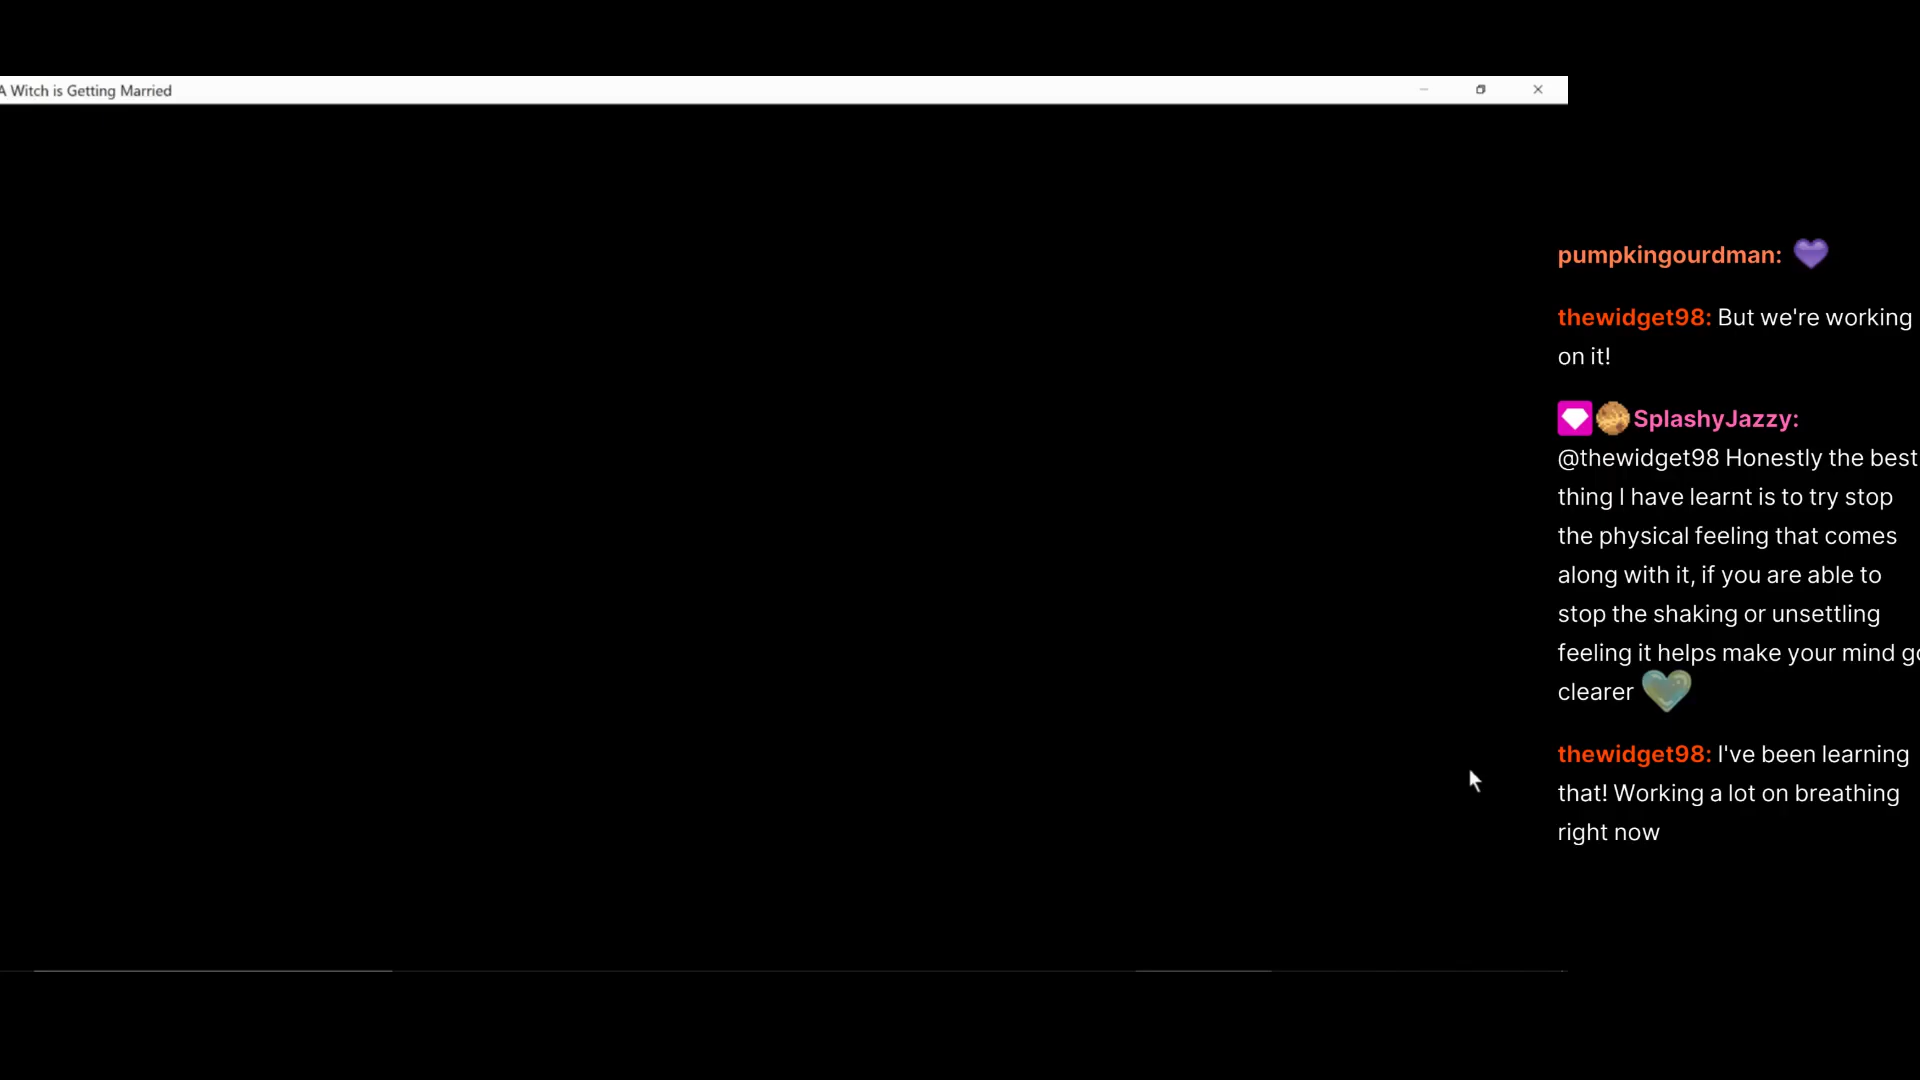 A Witch is Getting Married
pumpkingourdman:
thewidget98: But we're working
on it!
SplashyJazzy:
@thewidget98 Honestly the best
thing I have learnt is to try stop
the physical feeling that comes
along with it, if you are able to
stop the shaking or unsettling
feeling it helps make your mind go
clearer
thewidget98: I've been learning
that! Working a lot on breathing
right now